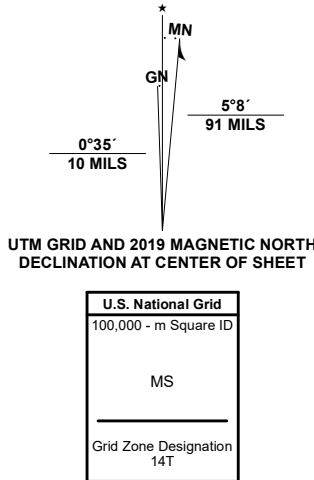 ★
MN
GN
5°8´
91 MILS
0°35´
10 MILS
UTM GRID AND 2019 MAGNETIC NORTH
DECLINATION AT CENTER OF SHEET
U.S. National Grid
100,000 - m Square ID
MS
Grid Zone Designation
14T